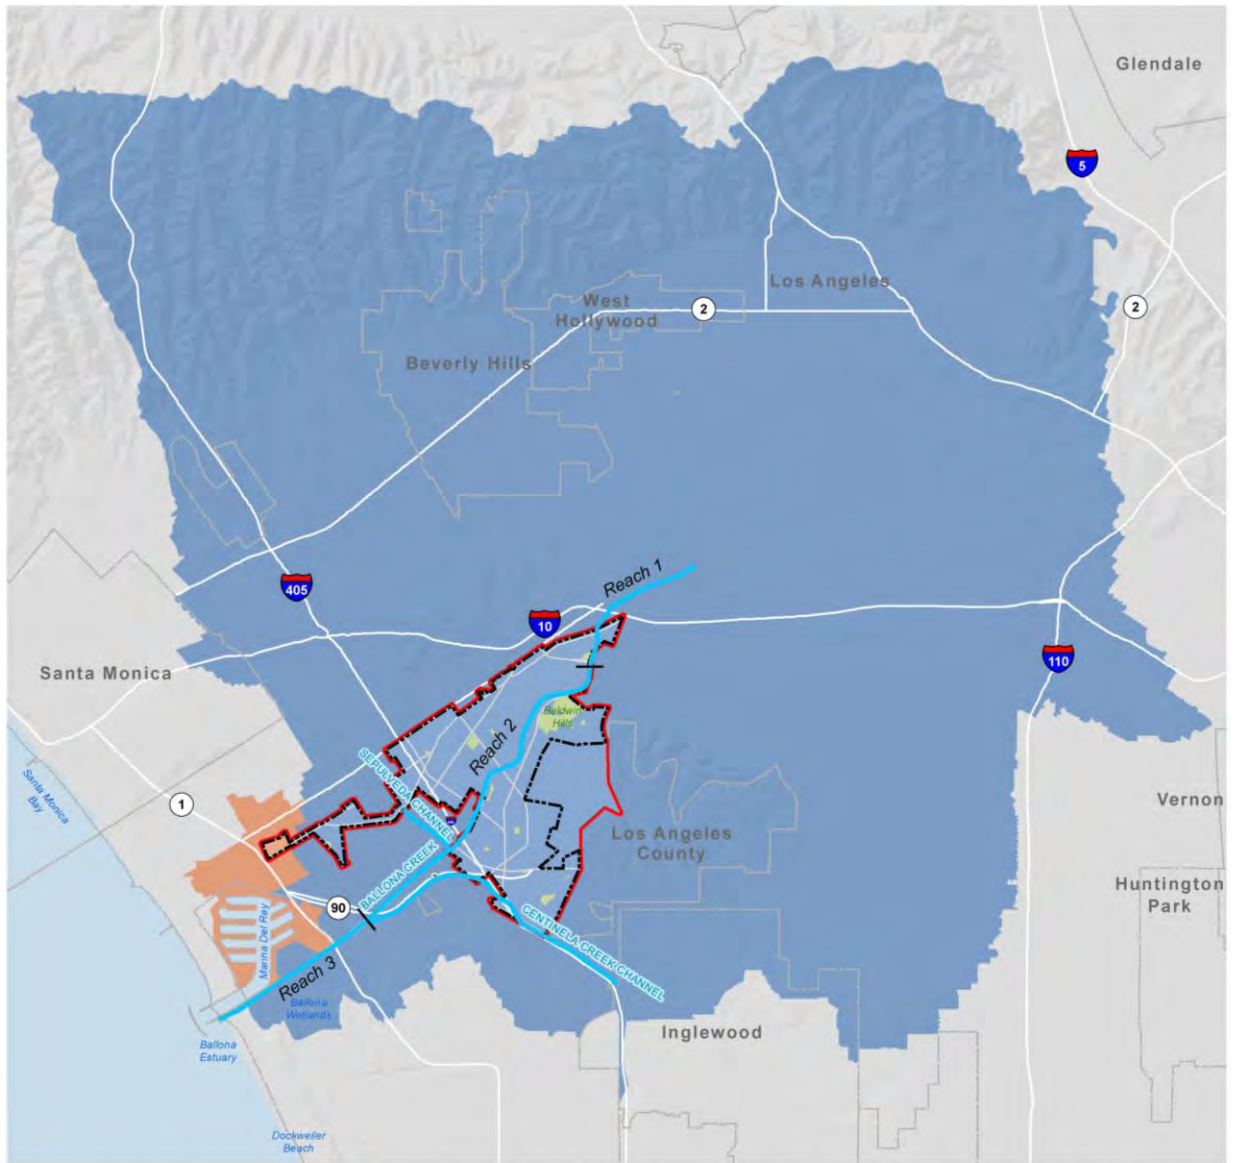 Glendale
5
Los Angeles
West
Hollywood
2
2
Beverly Hills
Reach 1
405
10
110
Santa Monica
Baldwin
Hills
Reach 2
SEPULVEDA CHANNEL
Santa Monica
Bay
1
Vernon
Los Angeles
County
BALLONA CREEK
Huntington
Park
90
CENTINELA CREEK CHANNEL
Marina Del Rey
Reach 3
Ballona
Wetlands
Inglewood
Ballona
Estuary
Dockweiler
Beach